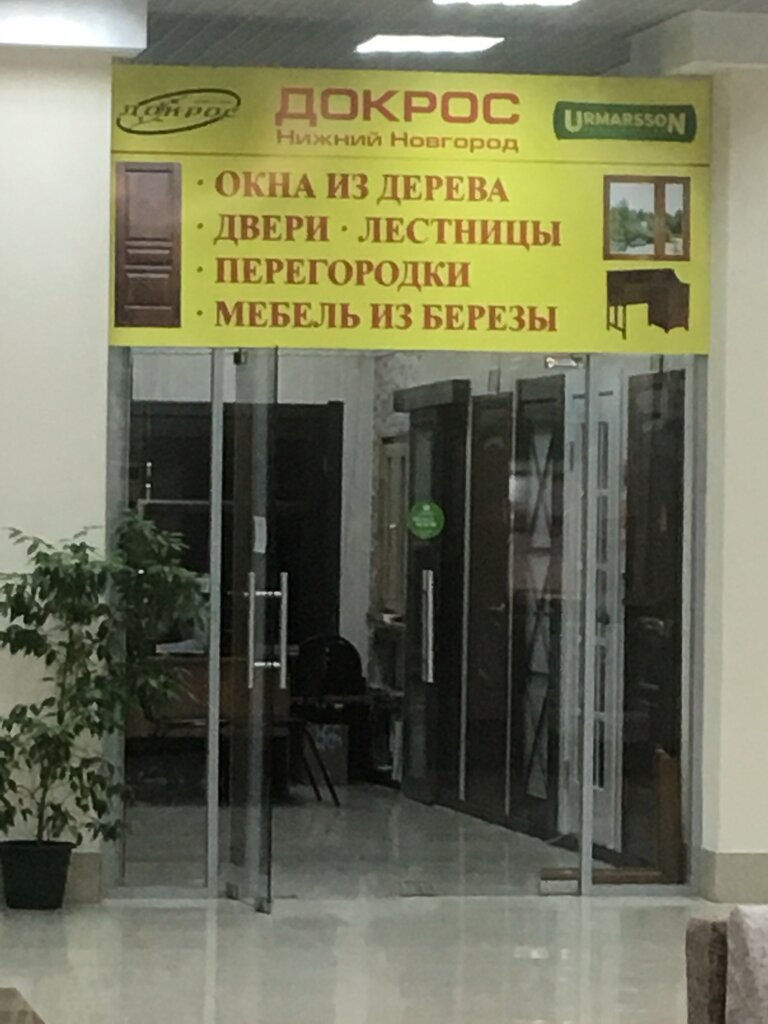 ДОКРОС
ДОКРОС
Нижний Новгород
URMARSSON
· ОКНА ИЗ ДЕРЕВА
· ДВЕРИ · ЛЕСТНИЦЫ
· ПЕРЕГОРОДКИ
· МЕБЕЛЬ ИЗ БЕРЕЗЫ